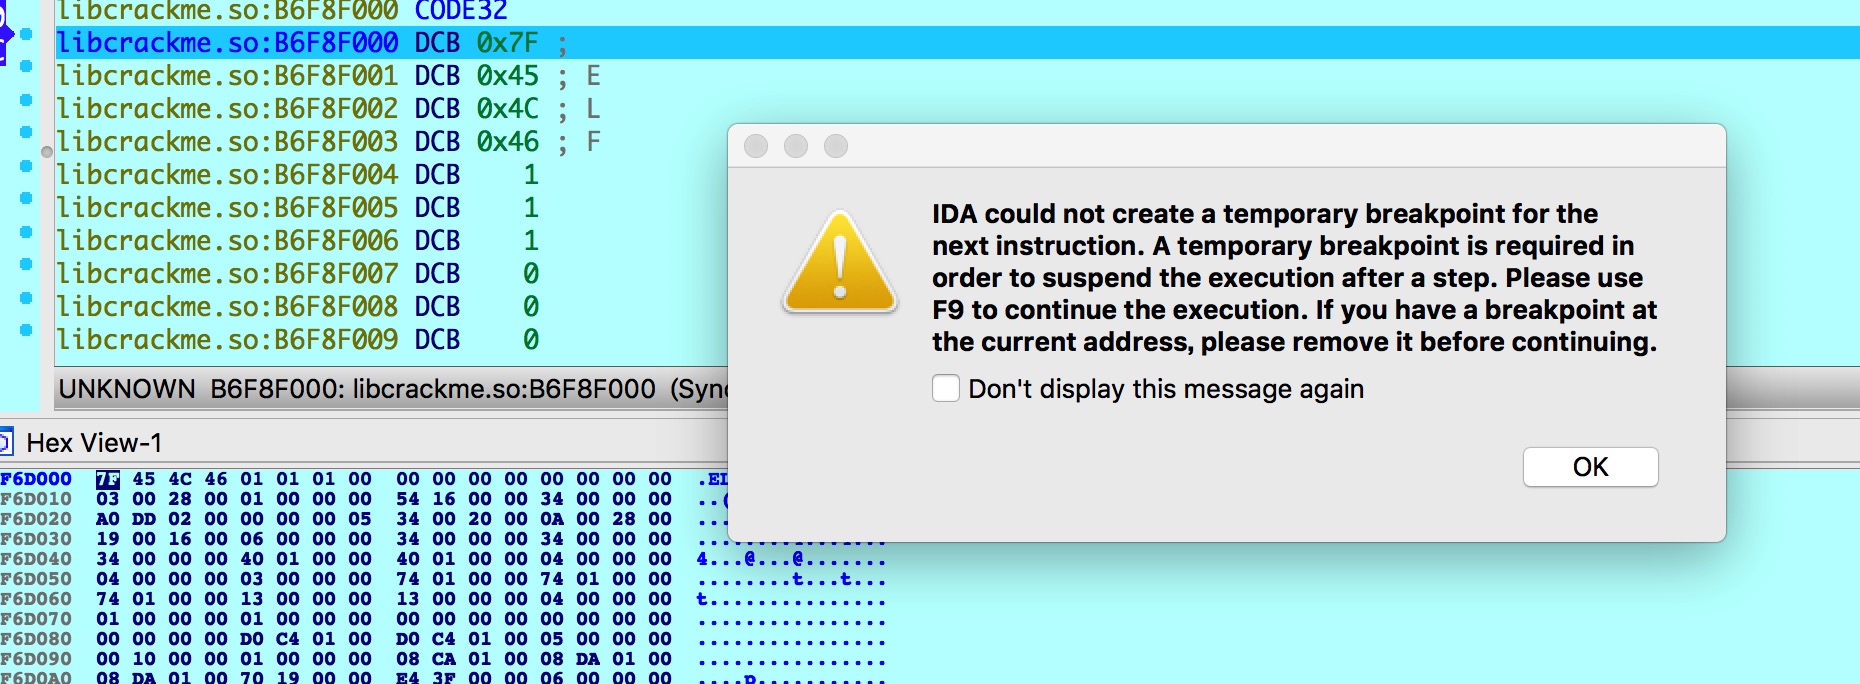 libcrackme.so:B6F8F000 CODE32
libcrackme.so:B6F8F000 DCB 0x7F ;
libcrackme.so:B6F8F001 DCB 0x45 ; E
libcrackme.so:B6F8F002 DCB 0x4C ; L
libcrackme.so:B6F8F003 DCB 0x46 ; F
libcrackme.so:B6F8F004 DCB 1
libcrackme.so:B6F8F005 DCB 1
libcrackme.so:B6F8F006 DCB 1
libcrackme.so:B6F8F007 DCB 0
libcrackme.so:B6F8F008 DCB 0
libcrackme.so:B6F8F009 DCB 0
UNKNOWN B6F8F000: libcrackme.so:B6F8F000 (Sync
IDA could not create a temporary breakpoint for the
next instruction. A temporary breakpoint is required in
order to suspend the execution after a step. Please use
F9 to continue the execution. If you have a breakpoint at
the current address, please remove it before continuing.
Don't display this message again
OK
Hex View-1
F6D000 7F 45 4C 46 01 01 01 00 00 00 00 00 00 00 00 00 .EL
F6D010 03 00 28 00 01 00 00 00 54 16 00 00 34 00 00 00 ..(
F6D020 A0 DD 02 00 00 00 00 05 34 00 20 00 0A 00 28 00 ...
F6D030 19 00 16 00 06 00 00 00 34 00 00 00 34 00 00 00 ................
F6D040 34 00 00 00 40 01 00 00 40 01 00 00 04 00 00 00 4...@...@.......
F6D050 04 00 00 00 03 00 00 00 74 01 00 00 74 01 00 00 ........t...t...
F6D060 74 01 00 00 13 00 00 00 13 00 00 00 04 00 00 00 t...............
F6D070 01 00 00 00 01 00 00 00 00 00 00 00 00 00 00 00 ................
F6D080 00 00 00 00 D0 C4 01 00 D0 C4 01 00 05 00 00 00 ................
F6D090 00 10 00 00 01 00 00 00 08 CA 01 00 08 DA 01 00 ................
F6D0A0 08 DA 01 00 70 19 00 00 E4 3F 00 00 06 00 00 00 ....p...........